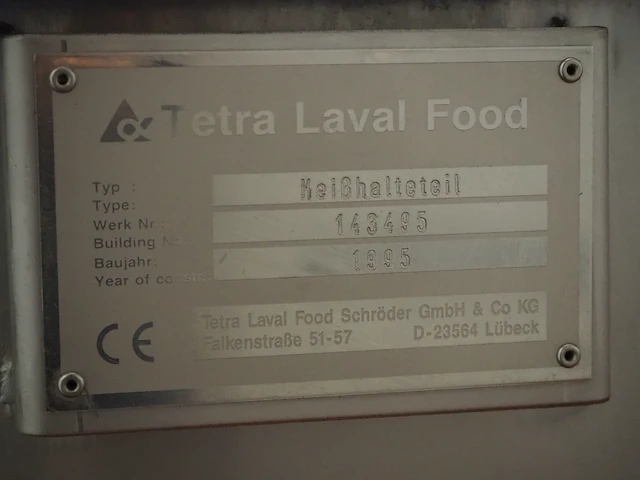 Tetra Laval Food
Typ : Heißhalteteil
Type:
Werk Nr.: 143495
Building
Baujahr: 1995
Year of
Tetra Laval Food Schröder GmbH & Co KG
Falkenstraße 51-57 D-23564 Lübeck
CE